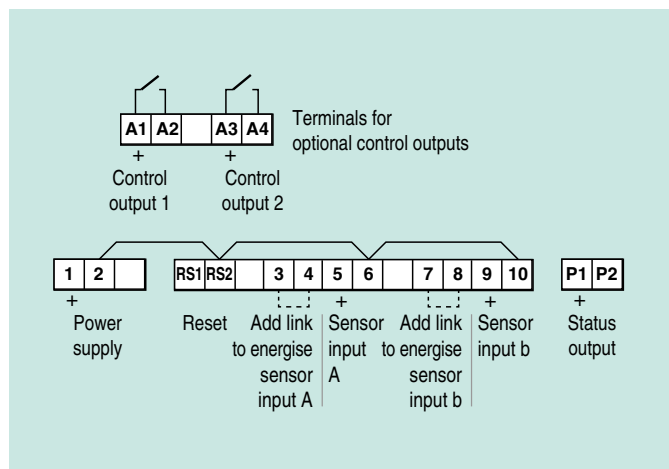 A1 A2 A3 A4
Terminals for
optional control outputs
+ +
Control
output 1
Control
output 2
1 2 RS1 RS2 3 4 5 6 7 8 9 10 P1 P2
+ + + +
Power
supply
Reset
Add link
to energise
sensor
input A
Sensor
input
A
Add link
to energise
sensor
input b
Sensor
input b
Status
output